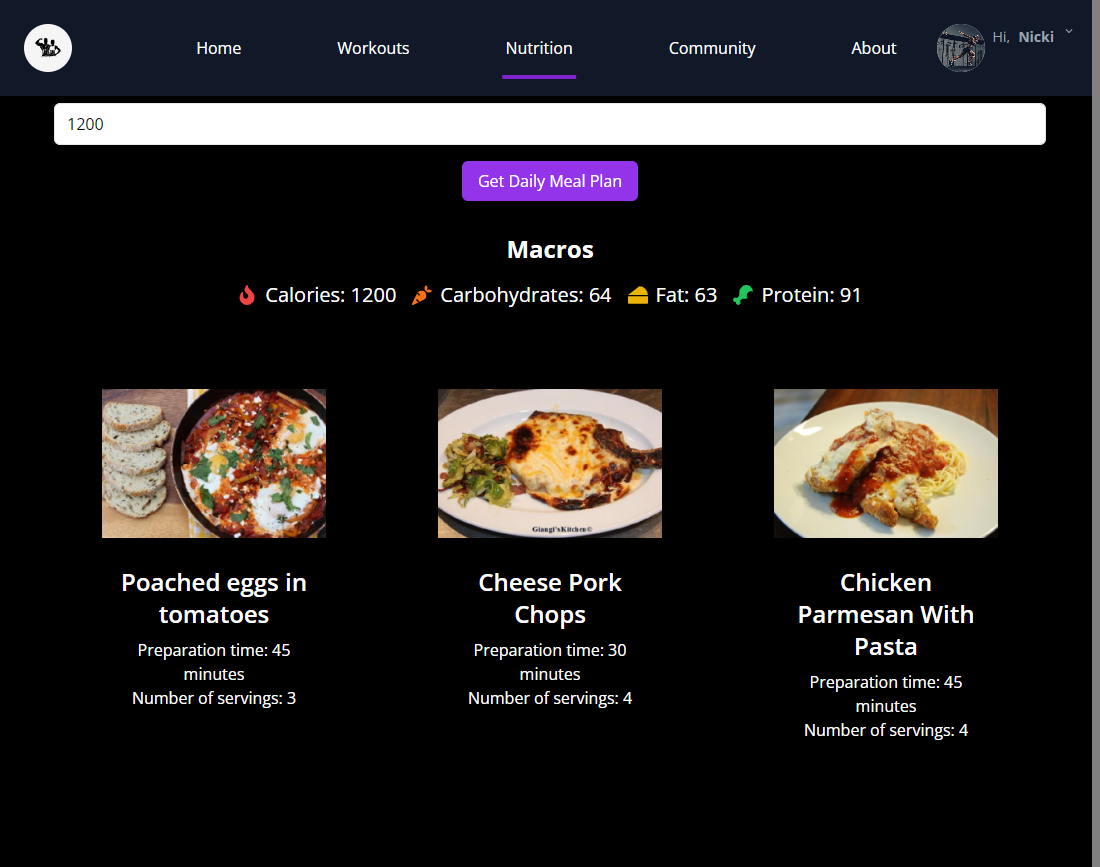 Home Workouts Nutrition Community About Hi, Nicki
1200
Get Daily Meal Plan
Macros
Calories: 1200 Carbohydrates: 64 Fat: 63 Protein: 91
Giangi'sKitchen©
Poached eggs in
tomatoes
Preparation time: 45
minutes
Number of servings: 3
Cheese Pork
Chops
Preparation time: 30
minutes
Number of servings: 4
Chicken
Parmesan With
Pasta
Preparation time: 45
minutes
Number of servings: 4